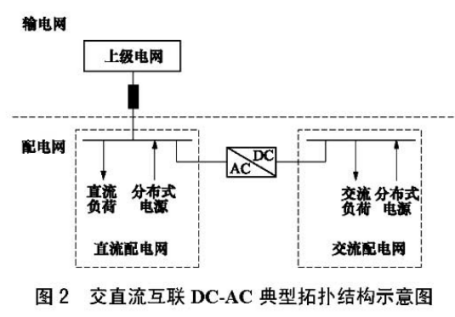 输电网
上级电网
配电网
DC
AC
直流
负荷
分布式
电源
直流配电网
交流
负荷
分布式
电源
交流配电网
图 2 交直流互联 DC-AC 典型拓扑结构示意图